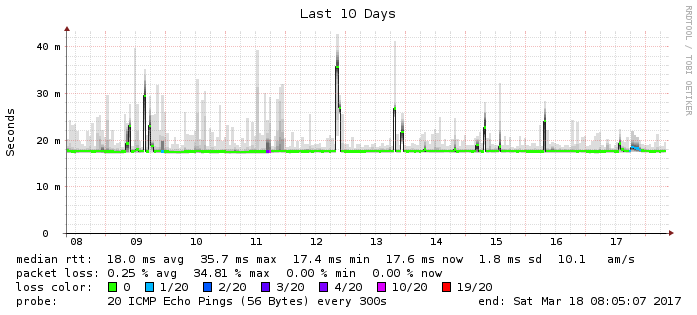 Last 10 Days
RRDTOOL / TOBI OETIKER
Seconds
40 m
30 m
20 m
10 m
0
08 09 10 11 12 13 14 15 16 17
median rtt: 18.0 ms avg 35.7 ms max 17.4 ms min 17.6 ms now 1.8 ms sd 10.1 am/s
packet loss: 0.25 % avg 34.81 % max 0.00 % min 0.00 % now
loss color: 0 1/20 2/20 3/20 4/20 10/20 19/20
probe: 20 ICMP Echo Pings (56 Bytes) every 300s end: Sat Mar 18 08:05:07 2017